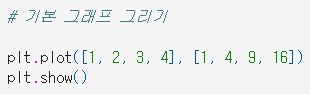 # 기본 그래프 그리기
plt.plot([1, 2, 3, 4], [1, 4, 9, 16])
plt.show()